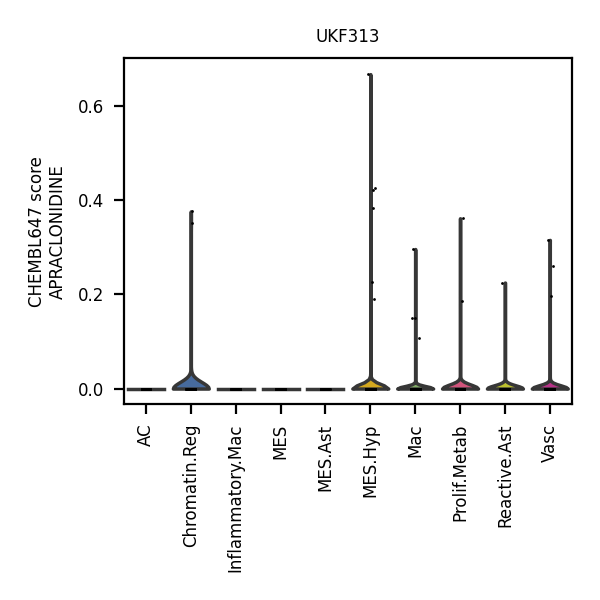 UKF313
CHEMBL647 score
APRACLONIDINE
0.6
0.4
0.2
0.0
AC
Chromatin.Reg
Inflammatory.Mac
MES
MES.Ast
MES.Hyp
Mac
Prolif.Metab
Reactive.Ast
Vasc